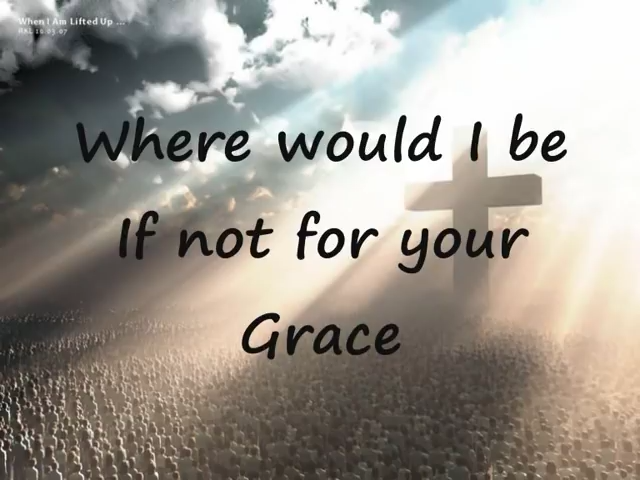 When I Am Lifted Up ...
Where would I be
If not for your
Grace